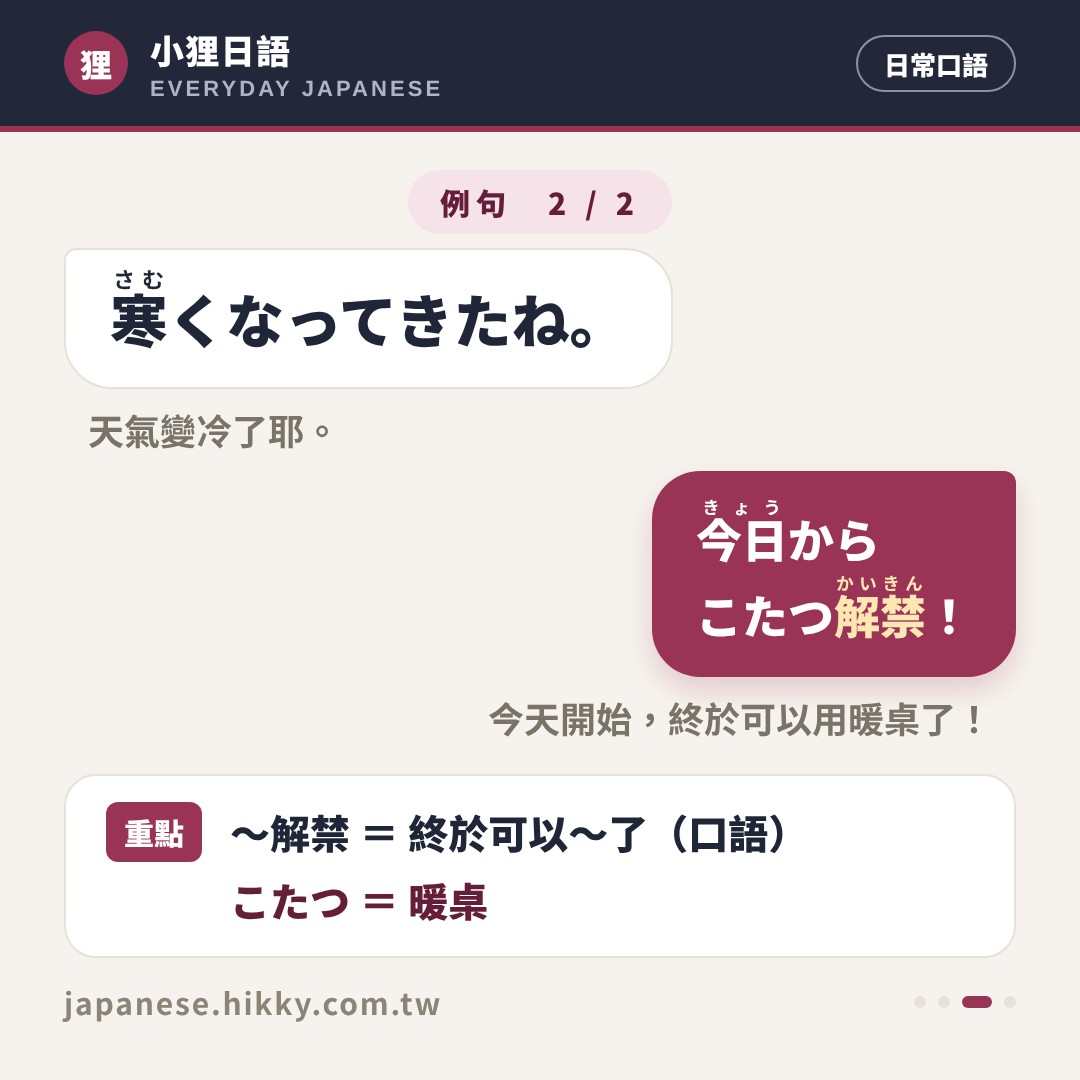 狸
小狸日語
EVERYDAY JAPANESE
日常口語
例句 2 / 2
さむ
寒くなってきたね。
天氣變冷了耶。
きょう
今日から
かいきん
こたつ解禁！
今天開始，終於可以用暖桌了！
重點
〜解禁 ＝ 終於可以〜了（口語）
こたつ ＝ 暖桌
japanese.hikky.com.tw